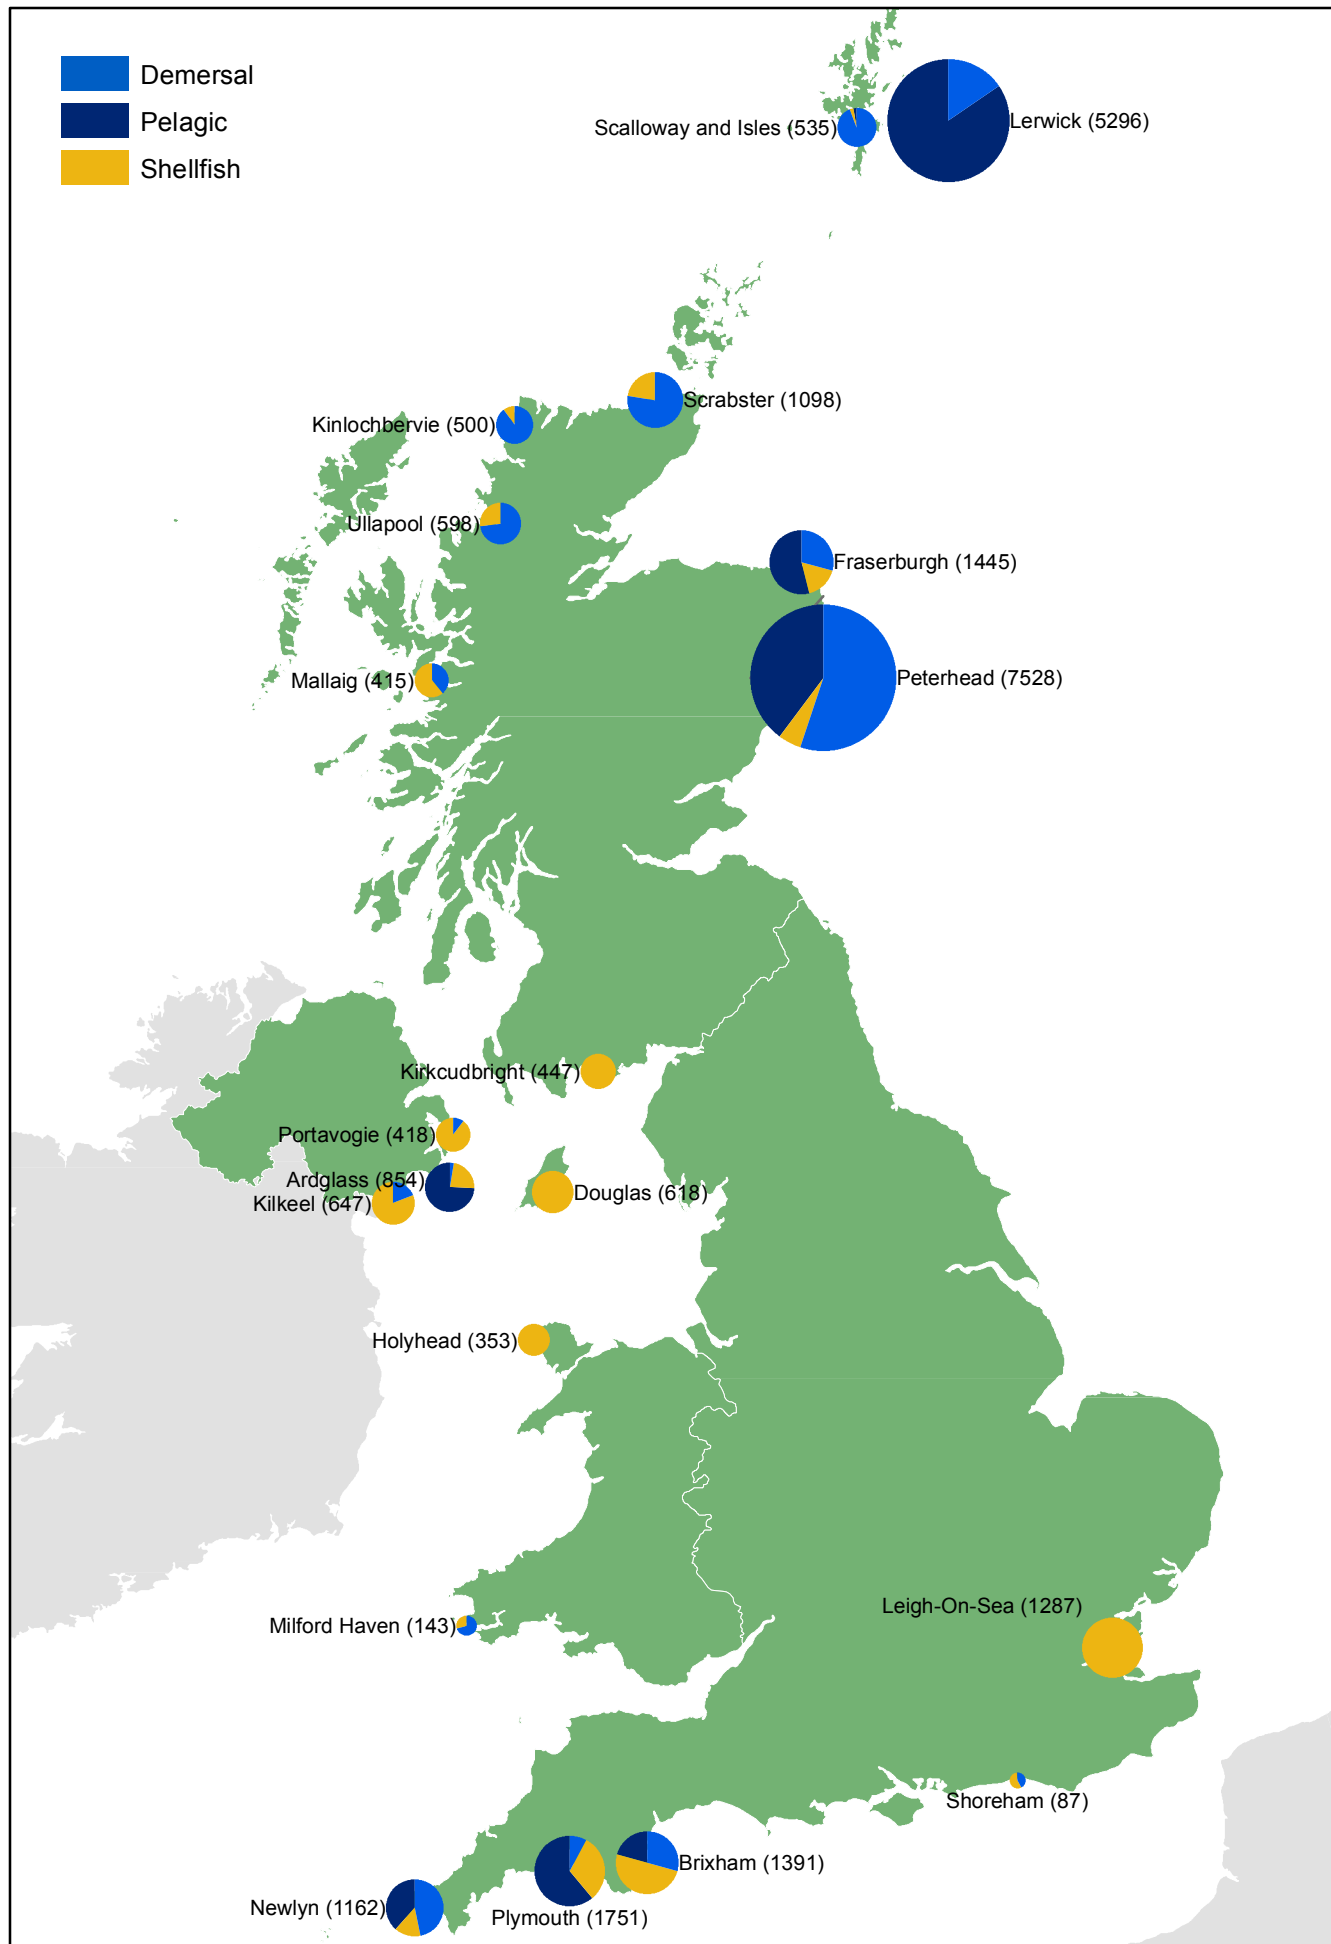 Demersal
Pelagic
Shellfish
Scalloway and Isles (535)
Lerwick (5296)
Scrabster (1098)
Kinlochbervie (500)
Ullapool (598)
Fraserburgh (1445)
Mallaig (415)
Peterhead (7528)
Kirkcudbright (447)
Portavogie (418)
Ardglass (854)
Kilkeel (647)
Douglas (618)
Holyhead (353)
Leigh-On-Sea (1287)
Milford Haven (143)
Shoreham (87)
Brixham (1391)
Newlyn (1162)
Plymouth (1751)